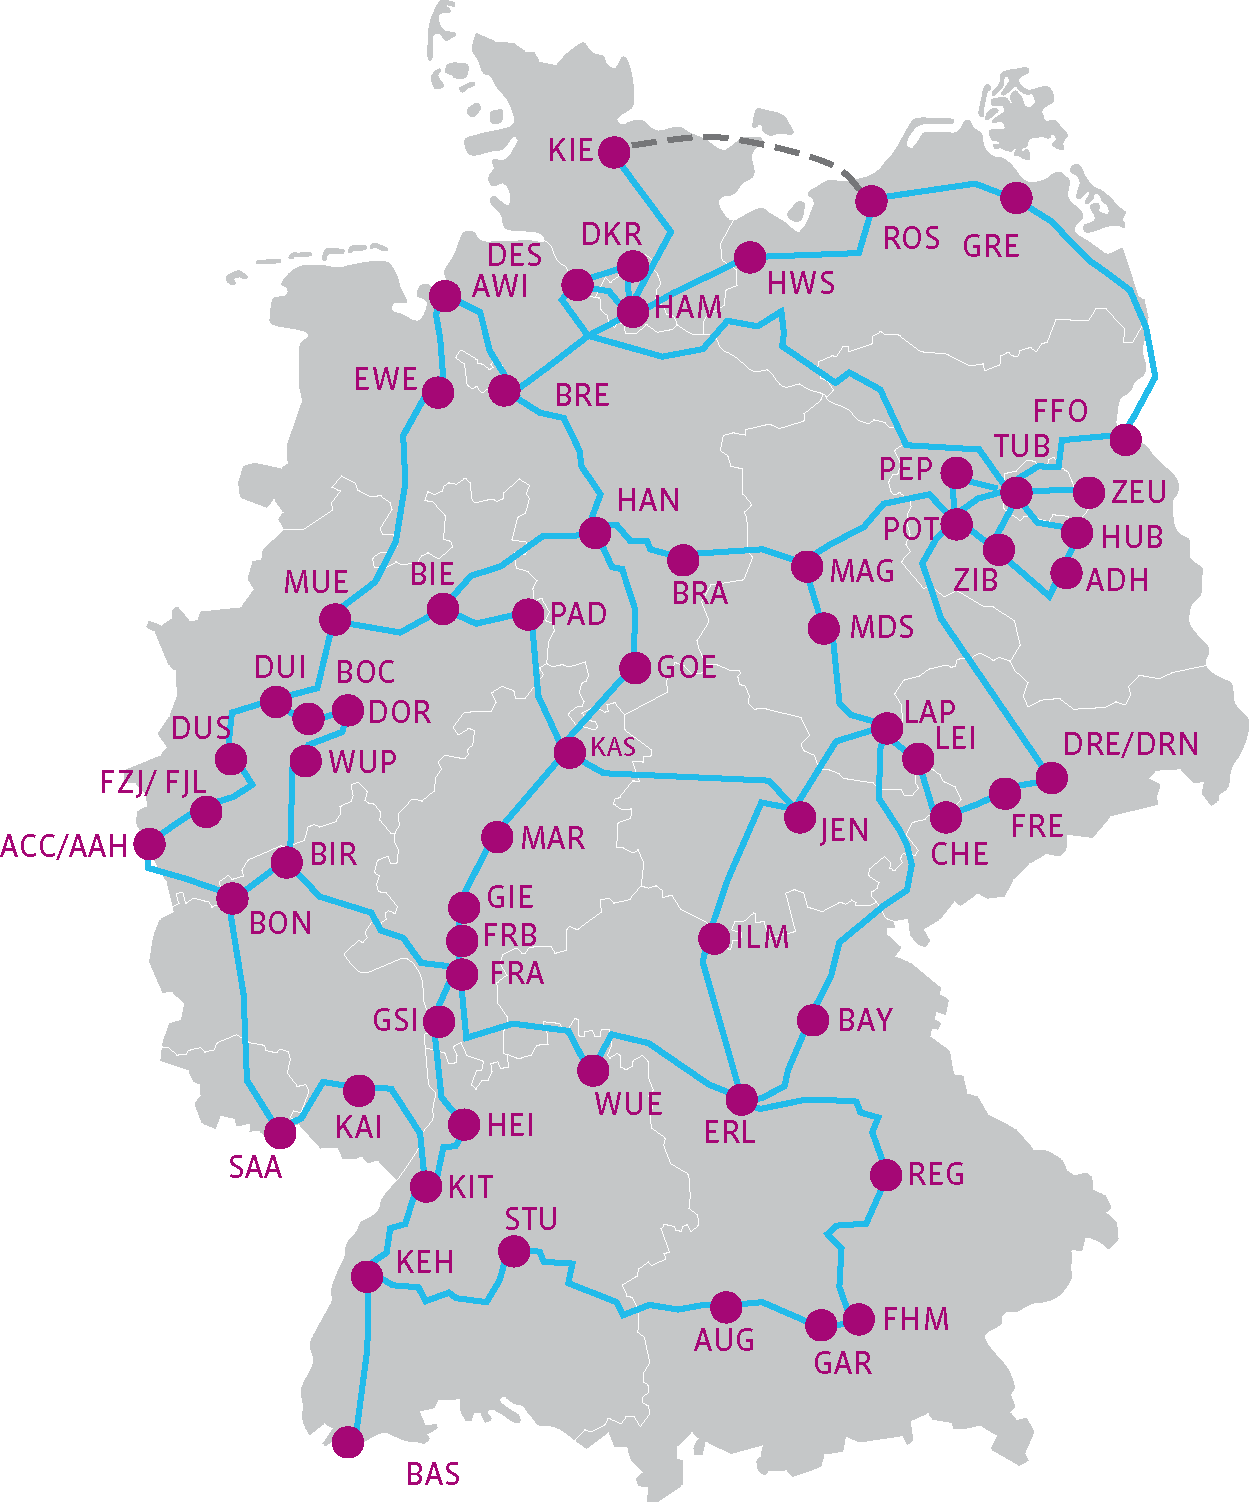 KIE
DKR
DES
AWI
ROS
GRE
HWS
HAM
EWE
BRE
FFO
TUB
PEP
ZEU
HAN
POT
HUB
ZIB
ADH
MUE
BIE
BRA
MAG
PAD
MDS
DUI
BOC
GOE
DUS
DOR
LAP
LEI
DRE/DRN
KAS
WUP
FZJ/ FJL
FRE
JEN
CHE
ACC/AAH
BIR
MAR
GIE
BON
FRB
ILM
FRA
GSI
BAY
WUE
KAI
HEI
ERL
SAA
REG
KIT
STU
KEH
FHM
AUG
GAR
BAS